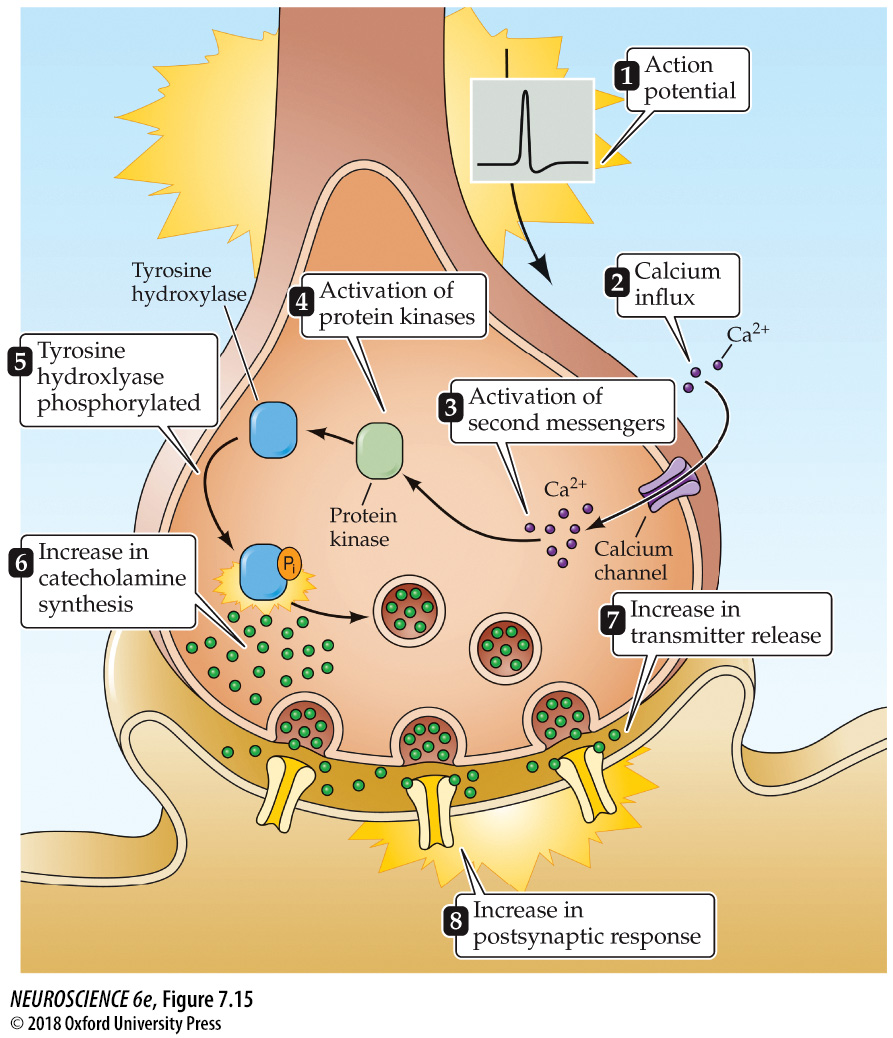 1 Action
potential
2 Calcium
influx
Ca2+
Tyrosine
hydroxylase
4 Activation of
protein kinases
5 Tyrosine
hydroxlyase
phosphorylated
3 Activation of
second messengers
Ca2+
Protein
kinase
Calcium
channel
6 Increase in
catecholamine
synthesis
Pi
7 Increase in
transmitter release
8 Increase in
postsynaptic response
NEUROSCIENCE 6e, Figure 7.15
© 2018 Oxford University Press